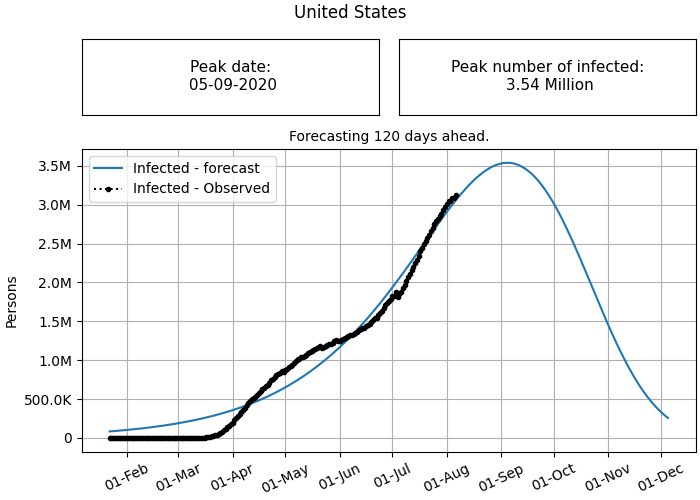 United States
Peak date:
05-09-2020
Peak number of infected:
3.54 Million
Forecasting 120 days ahead.
Infected - forecast
Infected - Observed
3.5M
3.0M
2.5M
2.0M
1.5M
1.0M
500.0K
0
Persons
01-Feb
01-Mar
01-Apr
01-May
01-Jun
01-Jul
01-Aug
01-Sep
01-Oct
01-Nov
01-Dec